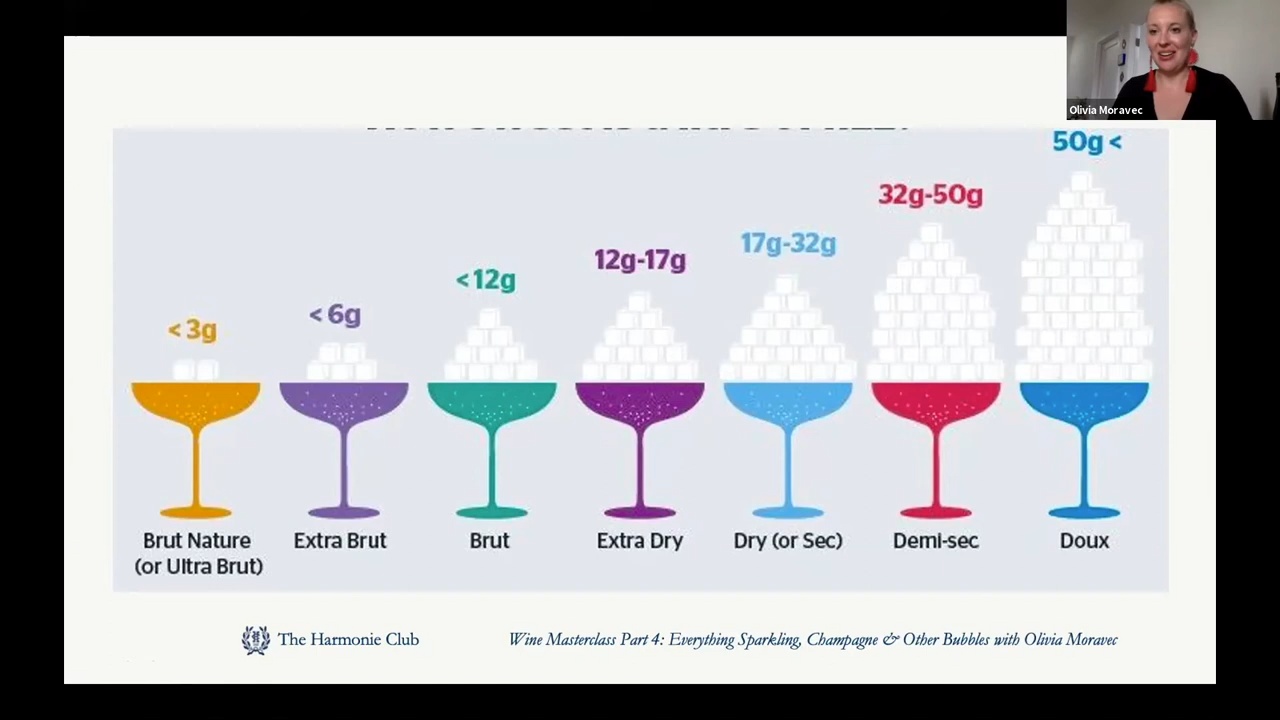 Olivia Moravec
50g <
32g-50g
17g-32g
12g-17g
< 12g
< 6g
< 3g
Brut Nature
(or Ultra Brut)
Extra Brut
Brut
Extra Dry
Dry (or Sec)
Demi-sec
Doux
The Harmonie Club
Wine Masterclass Part 4: Everything Sparkling, Champagne & Other Bubbles with Olivia Moravec